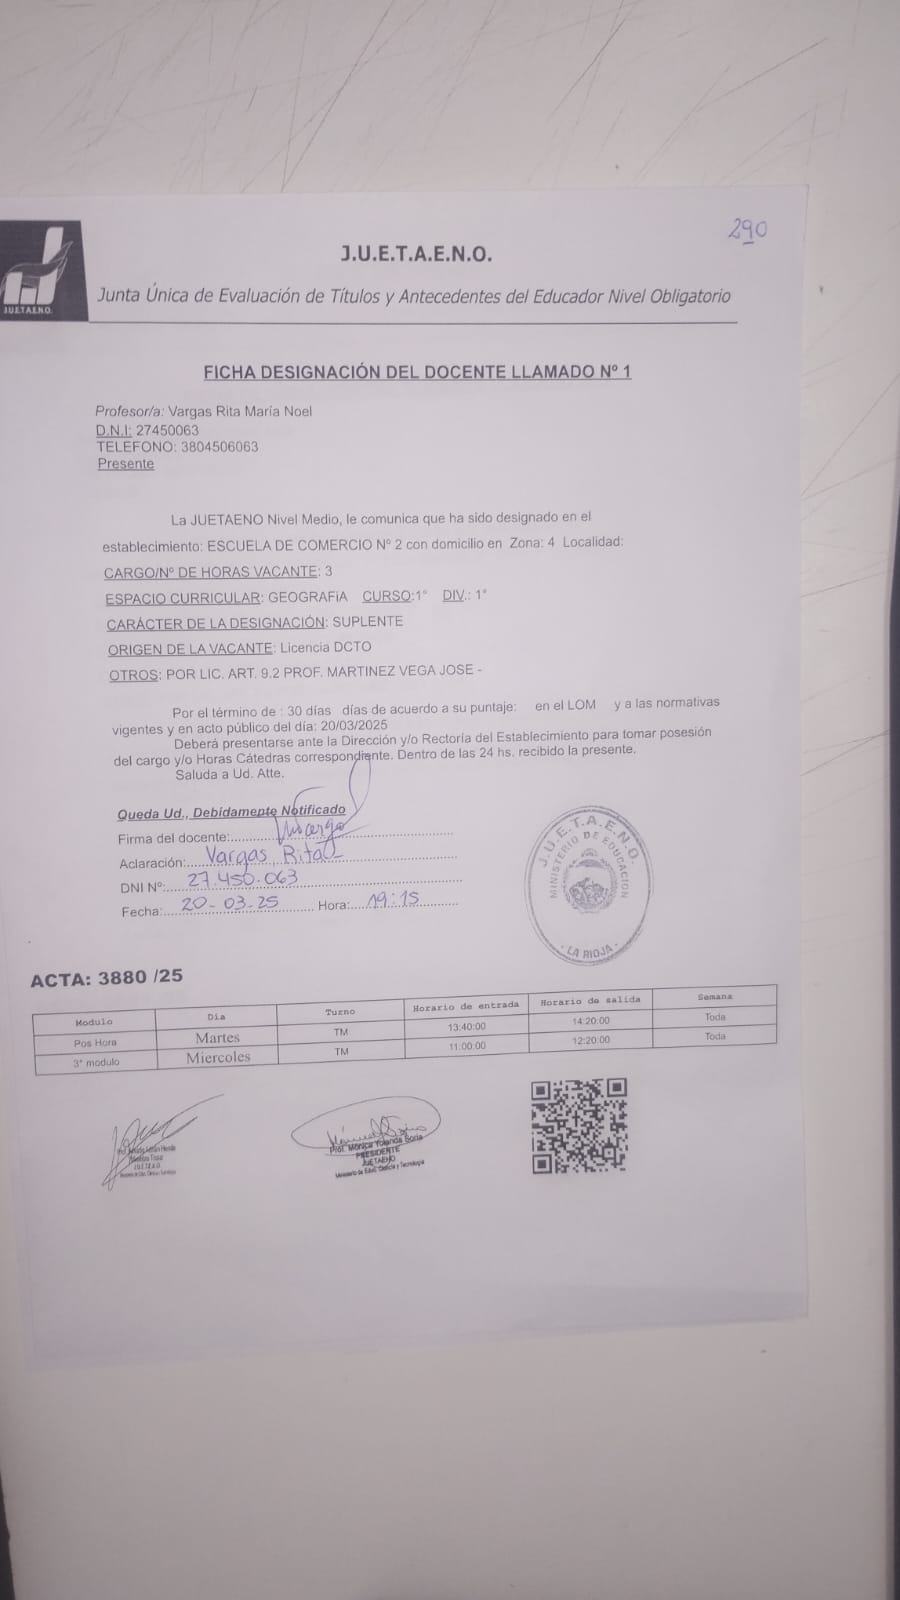 290
J.U.E.T.A.E.N.O.
JUETAENO.
Junta Única de Evaluación de Títulos y Antecedentes del Educador Nivel Obligatorio
FICHA DESIGNACIÓN DEL DOCENTE LLAMADO Nº 1
Profesor/a: Vargas Rita María Noel
D.N.I: 27450063
TELEFONO: 3804506063
Presente
La JUETAENO Nivel Medio, le comunica que ha sido designado en el
establecimiento: ESCUELA DE COMERCIO Nº 2 con domicilio en Zona: 4 Localidad:
CARGO/Nº DE HORAS VACANTE: 3
ESPACIO CURRICULAR: GEOGRAFIA CURSO:1° DIV.: 1°
CARÁCTER DE LA DESIGNACIÓN: SUPLENTE
ORIGEN DE LA VACANTE: Licencia DCTO
OTROS: POR LIC. ART. 9.2 PROF. MARTINEZ VEGA JOSE -
Por el término de : 30 días días de acuerdo a su puntaje: en el LOM y a las normativas
vigentes y en acto público del día: 20/03/2025
Deberá presentarse ante la Dirección y/o Rectoría del Establecimiento para tomar posesión
del cargo y/o Horas Cátedras correspondiente. Dentro de las 24 hs. recibido la presente.
Saluda a Ud. Atte.
Queda Ud., Debidamente Notificado
Firma del docente:
Aclaración: Vargas Rita
DNI Nº: 27.450.063
Fecha: 20-03-25 Hora: 19:15
J.U.E.T.A.E.N.O.
MINISTERIO DE EDUCACION
- LA RIOJA -
ACTA: 3880 /25
Modulo Dia Turno Horario de entrada Horario de salida Semana
Pos Hora Martes TM 13:40:00 14:20:00 Toda
3° modulo Miercoles TM 11:00:00 12:20:00 Toda
Prof. Mónica Yolanda Soria
PRESIDENTE
JUETAENO
Ministerio de Educ. Ciencia y Tecnología